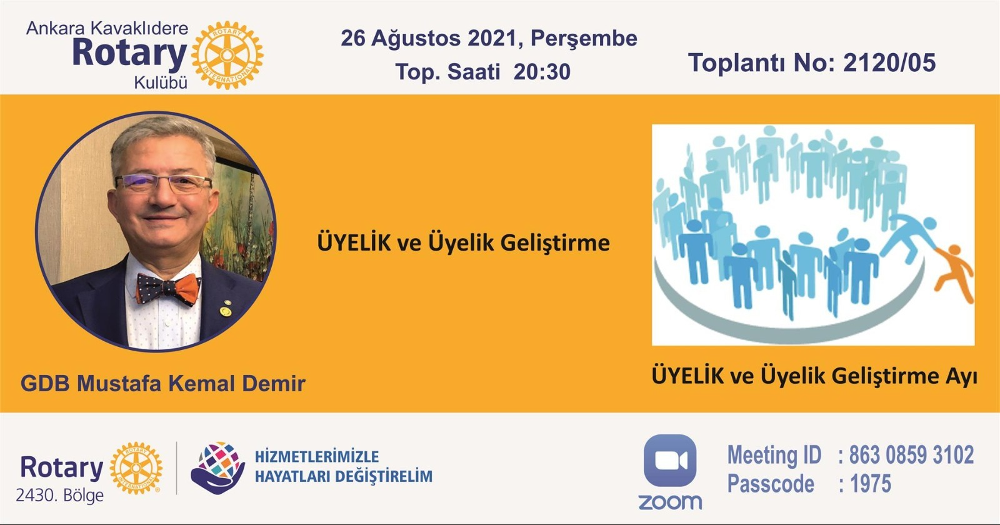 Ankara Kavaklıdere
Rotary
Kulübü
ROTARY
INTERNATIONAL
26 Ağustos 2021, Perşembe
Top. Saati 20:30
Toplantı No: 2120/05
ÜYELİK ve Üyelik Geliştirme
GDB Mustafa Kemal Demir
ÜYELİK ve Üyelik Geliştirme Ayı
Rotary
2430. Bölge
ROTARY
INTERNATIONAL
®
HİZMETLERİMİZLE
HAYATLARI DEĞİŞTİRELİM
zoom
Meeting ID : 863 0859 3102
Passcode : 1975